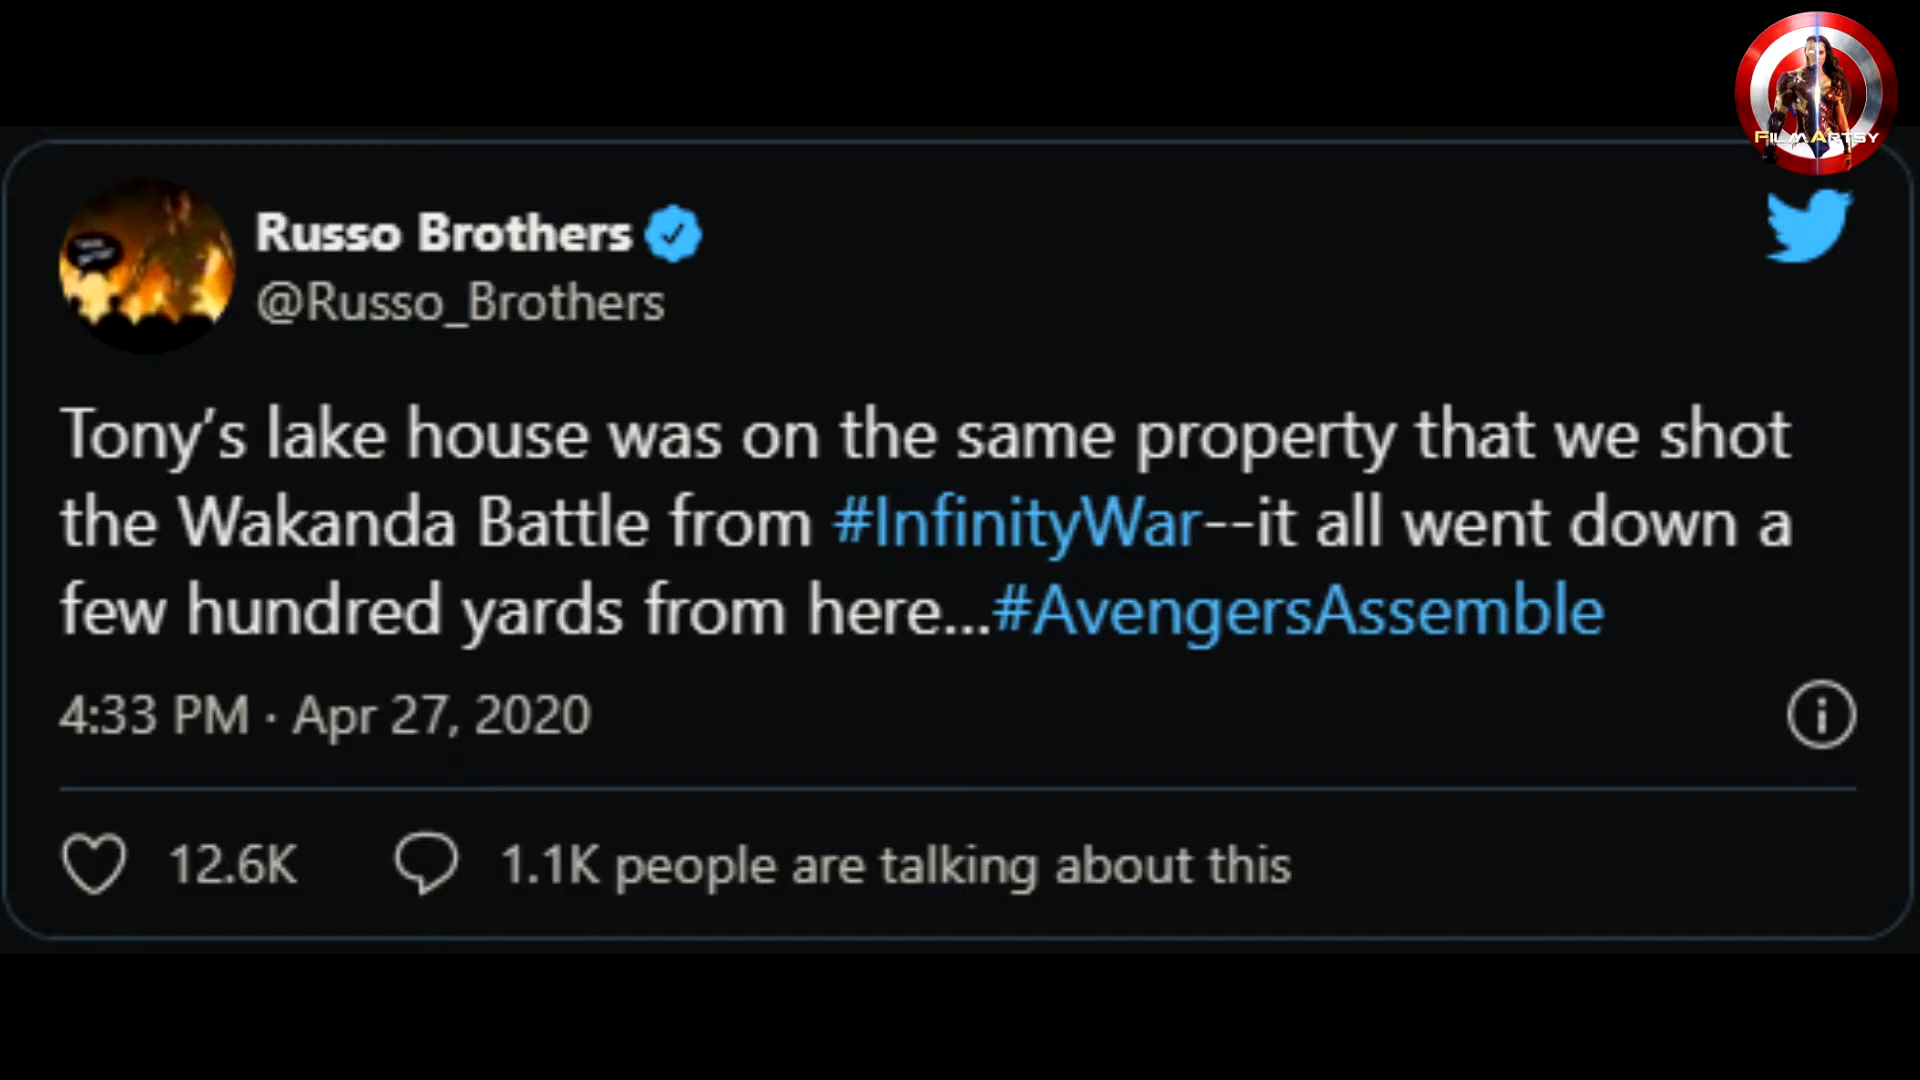 FilmArtsy
Russo Brothers
@Russo_Brothers
Tony's lake house was on the same property that we shot
the Wakanda Battle from #InfinityWar--it all went down a
few hundred yards from here...#AvengersAssemble
4:33 PM · Apr 27, 2020
12.6K 1.1K people are talking about this